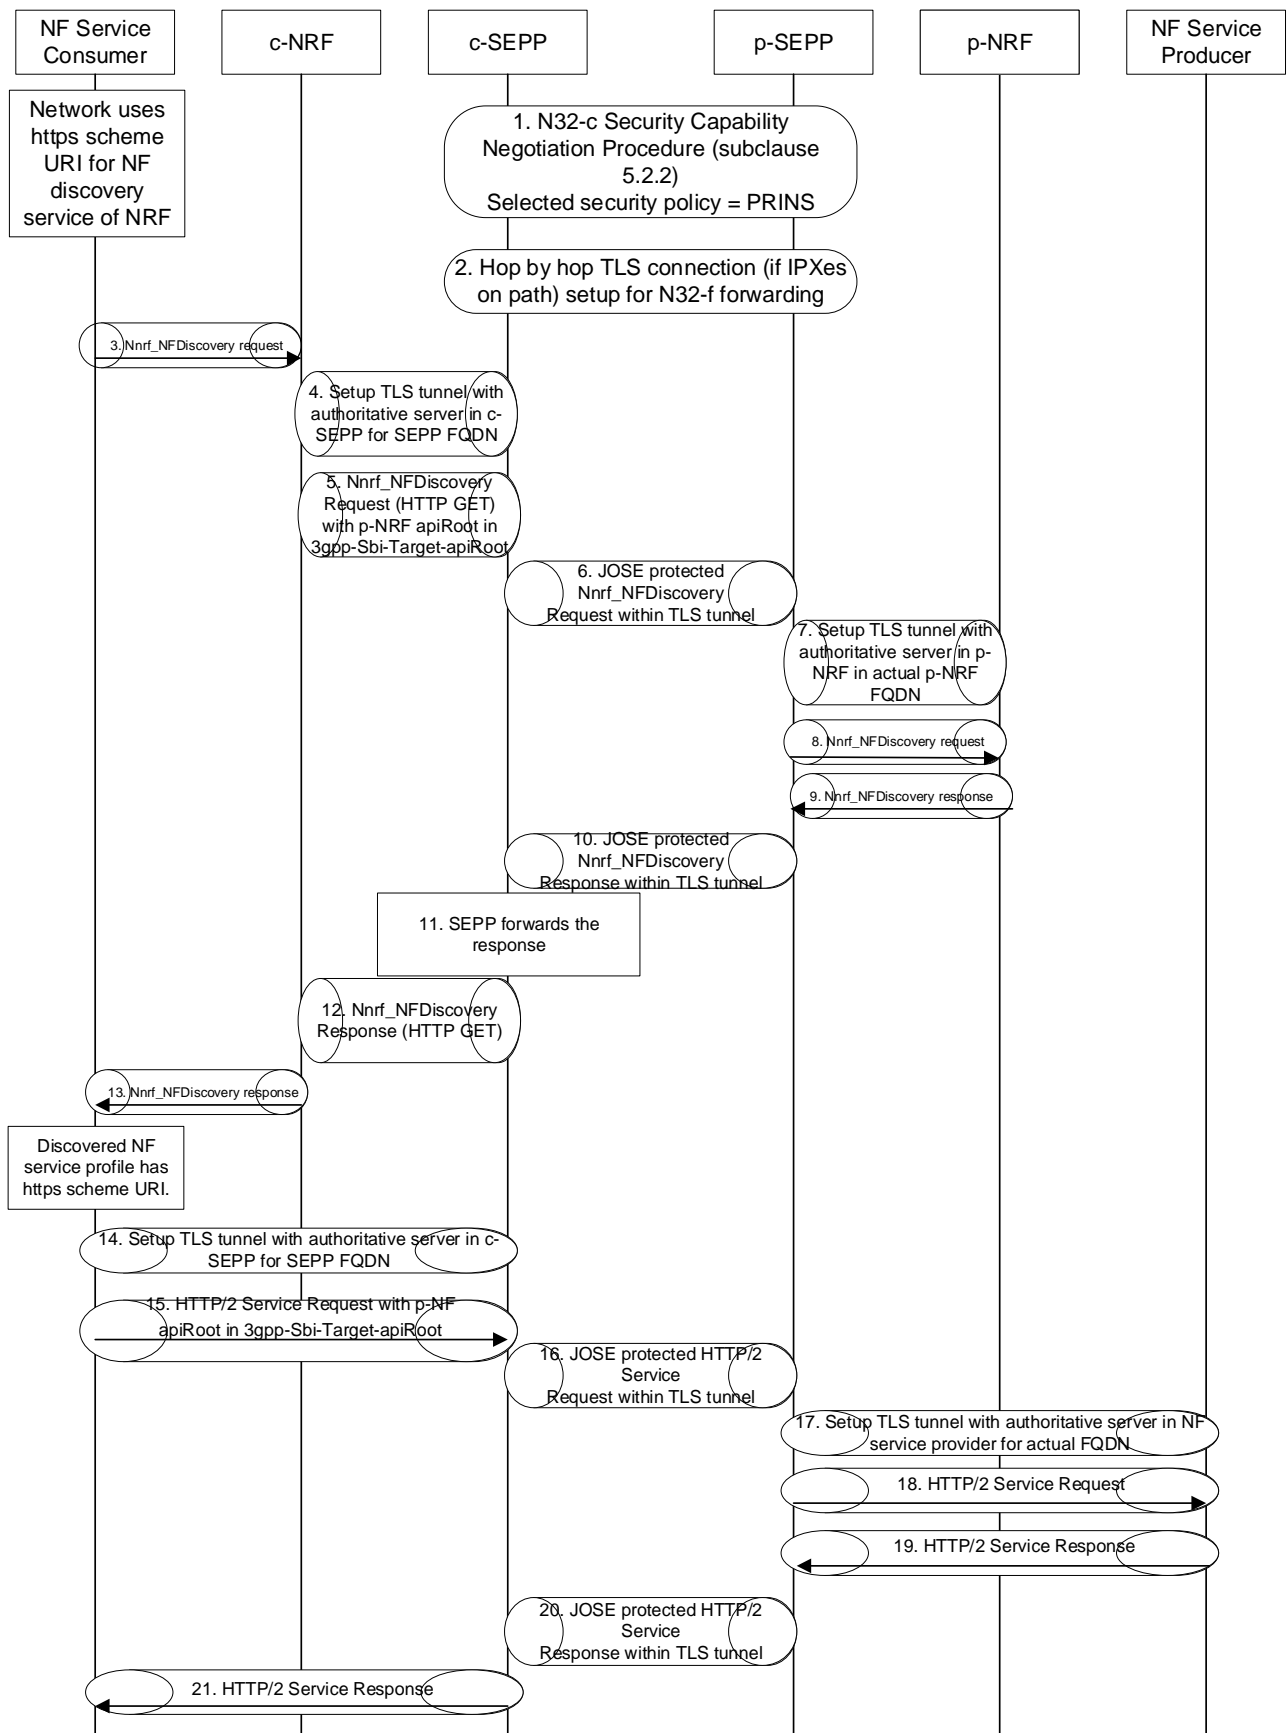 NF Service
Consumer
c-NRF
c-SEPP
p-SEPP
p-NRF
NF Service
Producer
Network uses
https scheme
URI for NF
discovery
service of NRF
1. N32-c Security Capability
Negotiation Procedure (subclause
5.2.2)
Selected security policy = PRINS
2. Hop by hop TLS connection (if IPXes
on path) setup for N32-f forwarding
3. Nnrf_NFDiscovery request
4. Setup TLS tunnel with
authoritative server in c-
SEPP for SEPP FQDN
5. Nnrf_NFDiscovery
Request (HTTP GET)
with p-NRF apiRoot in
3gpp-Sbi-Target-apiRoot
6. JOSE protected
Nnrf_NFDiscovery
Request within TLS tunnel
7. Setup TLS tunnel with
authoritative server in p-
NRF in actual p-NRF
FQDN
8. Nnrf_NFDiscovery request
9. Nnrf_NFDiscovery response
10. JOSE protected
Nnrf_NFDiscovery
Response within TLS tunnel
11. SEPP forwards the
response
12. Nnrf_NFDiscovery
Response (HTTP GET)
13. Nnrf_NFDiscovery response
Discovered NF
service profile has
https scheme URI.
14. Setup TLS tunnel with authoritative server in c-
SEPP for SEPP FQDN
15. HTTP/2 Service Request with p-NF
apiRoot in 3gpp-Sbi-Target-apiRoot
16. JOSE protected HTTP/2
Service
Request within TLS tunnel
17. Setup TLS tunnel with authoritative server in NF
service provider for actual FQDN
18. HTTP/2 Service Request
19. HTTP/2 Service Response
20. JOSE protected HTTP/2
Service
Response within TLS tunnel
21. HTTP/2 Service Response